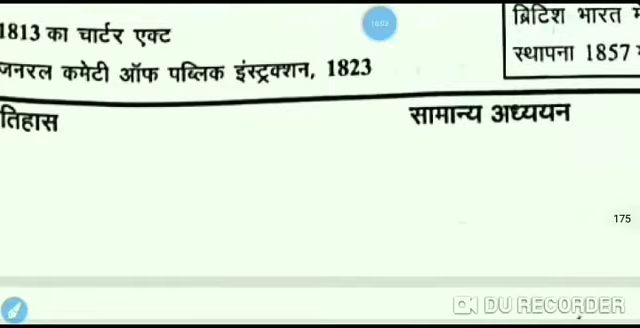 1813 का चार्टर एक्ट
जनरल कमेटी ऑफ पब्लिक इंस्ट्रक्शन, 1823
ब्रिटिश भारत
स्थापना 1857
तिहास
सामान्य अध्ययन
175
DU RECORDER